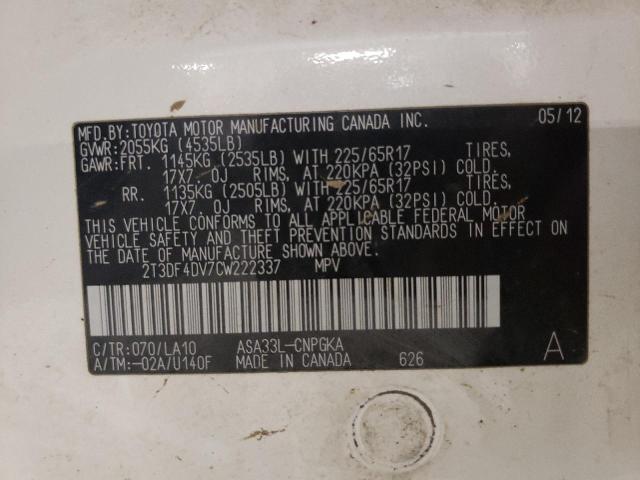 MFD.BY:TOYOTA MOTOR MANUFACTURING CANADA INC. 05/12
GVWR:2055KG (4535LB)
GAWR:FRT. 1145KG (2535LB) WITH 225/65R17 TIRES,
17X7.0J RIMS, AT 220KPA (32PSI) COLD.
RR. 1135KG (2505LB) WITH 225/65R17 TIRES,
17X7.0J RIMS, AT 220KPA (32PSI) COLD.
THIS VEHICLE CONFORMS TO ALL APPLICABLE FEDERAL MOTOR
VEHICLE SAFETY AND THEFT PREVENTION STANDARDS IN EFFECT ON
THE DATE OF MANUFACTURE SHOWN ABOVE.
2T3DF4DV7CW222337 MPV
C/TR:070/LA10 ASA33L-CNPGKA A
A/TM:-02A/U140F MADE IN CANADA 626